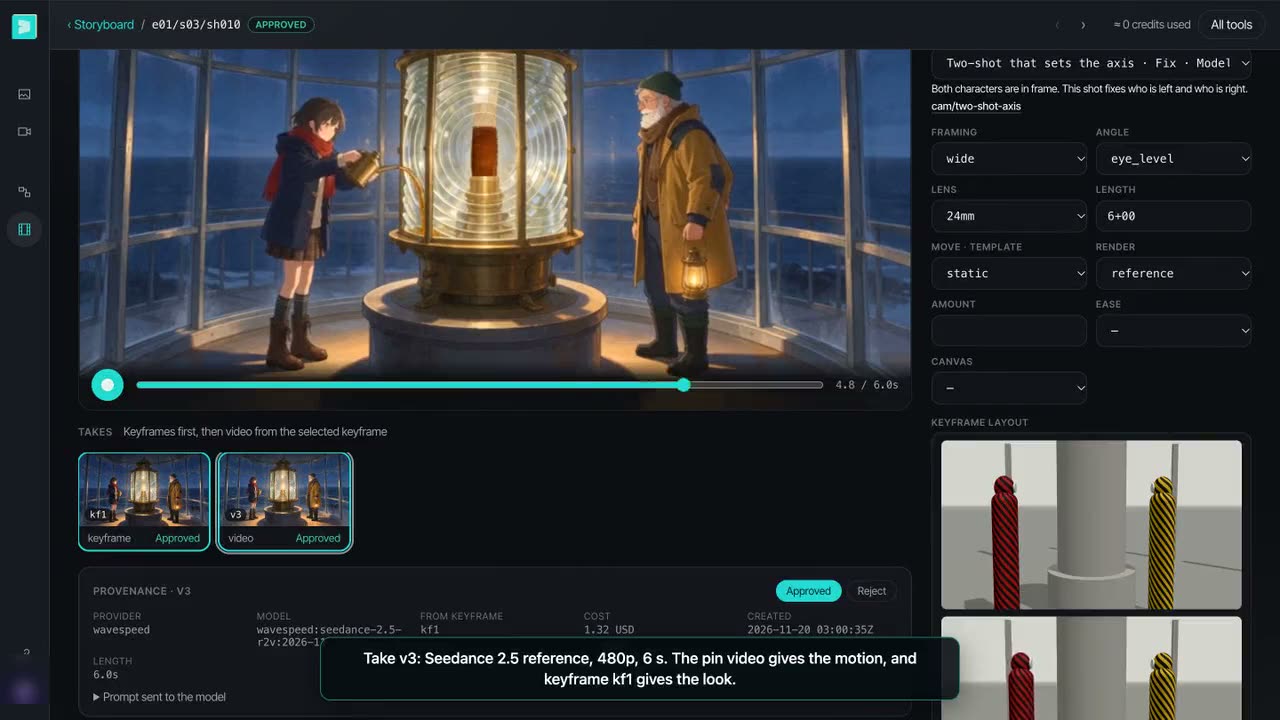 ‹ Storyboard / e01/s03/sh010 APPROVED ‹ › ≈ 0 credits used All tools
Two-shot that sets the axis · Fix · Model
Both characters are in frame. This shot fixes who is left and who is right.
cam/two-shot-axis
FRAMING ANGLE
wide eye_level
LENS LENGTH
24mm 6+00
MOVE · TEMPLATE RENDER
static reference
AMOUNT EASE
—
CANVAS
—
KEYFRAME LAYOUT
4.8 / 6.0s
TAKES Keyframes first, then video from the selected keyframe
kf1 v3
keyframe Approved video Approved
PROVENANCE · V3 Approved Reject
PROVIDER MODEL FROM KEYFRAME COST CREATED
wavespeed wavespeed:seedance-2.5- kf1 1.32 USD 2026-11-20 03:00:35Z
LENGTH
6.0s
▶ Prompt sent to the model
Take v3: Seedance 2.5 reference, 480p, 6 s. The pin video gives the motion, and
keyframe kf1 gives the look.